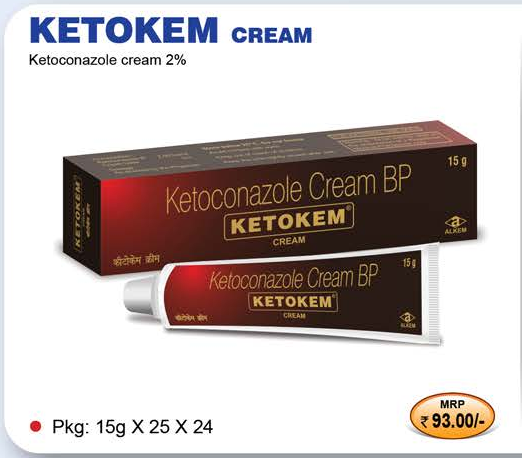 KETOKEM CREAM
Ketoconazole cream 2%
15 g
Ketoconazole Cream BP
KETOKEM®
CREAM
कीटोकेम क्रीम
ALKEM
KETOKEM
15 g
Ketoconazole Cream BP
KETOKEM®
CREAM
कीटोकेम क्रीम
ALKEM
Pkg: 15g X 25 X 24
MRP
₹ 93.00/-